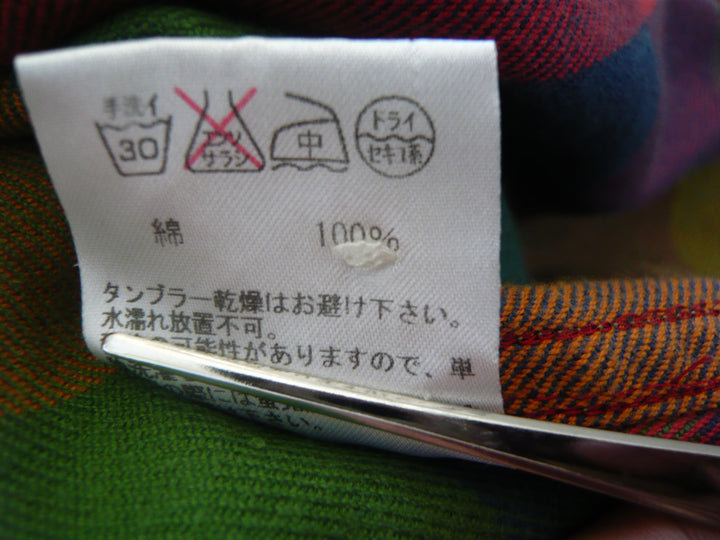 手洗イ
30
エンソ
サラシ
中
ドライ
セキユ系
綿 100%
タンブラー乾燥はお避け下さい。
水濡れ放置不可。
の可能性がありますので、単